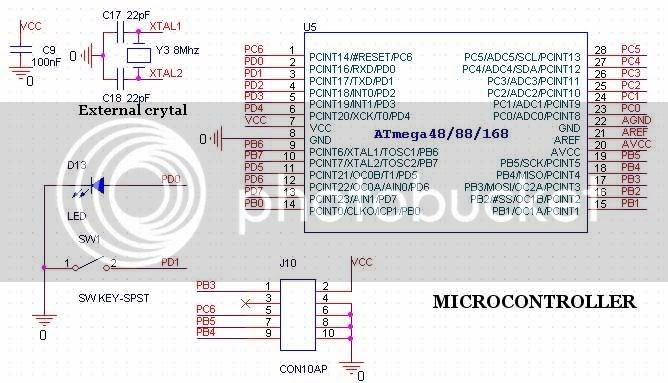 C17 22pF
XTAL1
Y3 8Mhz
XTAL2
C18 22pF
External crytal
VCC
C9
100nF
0
0
U5
PC6 1 PCINT14/#RESET/PC6
PD0 2 PCINT16/RXD/PD0
PD1 3 PCINT17/TXD/PD1
PD2 4 PCINT18/INT0/PD2
PD3 5 PCINT19/INT1/PD3
PD4 6 PCINT20/XCK/T0/PD4
VCC 7 VCC
0 8 GND
PB6 9 PCINT6/XTAL1/TOSC1/PB6
PB7 10 PCINT7/XTAL2/TOSC2/PB7
PD5 11 PCINT21/OC0B/T1/PD5
PD6 12 PCINT22/OC0A/AIN0/PD6
PD7 13 PCINT23/AIN1/PD7
PB0 14 PCINT0/CLKO/ICP1/PB0
ATmega48/88/168
PC5/ADC5/SCL/PCINT13 28 PC5
PC4/ADC4/SDA/PCINT12 27 PC4
PC3/ADC3/PCINT11 26 PC3
PC2/ADC2/PCINT10 25 PC2
PC1/ADC1/PCINT9 24 PC1
PC0/ADC0/PCINT8 23 PC0
GND 22 AGND
AREF 21 AREF
AVCC 20 AVCC
PB5/SCK/PCINT5 19 PB5
PB4/MISO/PCINT4 18 PB4
PB3/MOSI/OC2A/PCINT3 17 PB3
PB2/#SS/OC1B/PCINT2 16 PB2
PB1/OC1A/PCINT1 15 PB1
photobucket
D13
PD0
LED
SW1
1 2 PD1
SW KEY-SPST
0
J10
VCC
PB3 1 2
3 4
PC6 5 6
PB5 7 8
PB4 9 10
CON10AP
0
MICROCONTROLLER